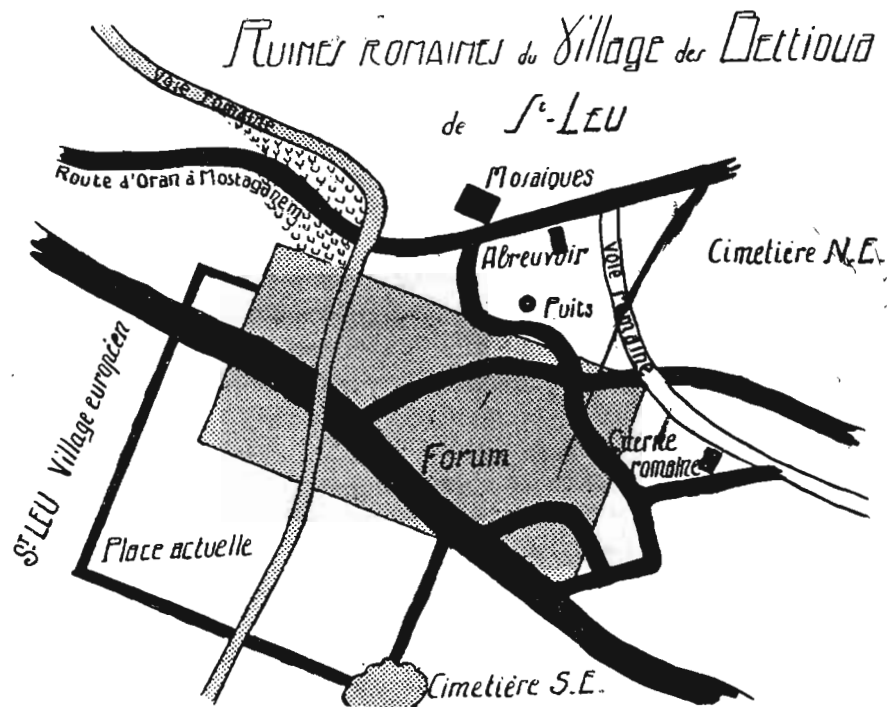 RUINES ROMAINES du Village des Bettioua
de St-LEU
Voie romaine
Route d'Oran à Mostaganem
Mosaiques
Abreuvoir
Cimetière N.E.
Puits
Voie romaine
ST LEU Village européen
Forum
Citerne
romaine
Place actuelle
Cimetière S.E.